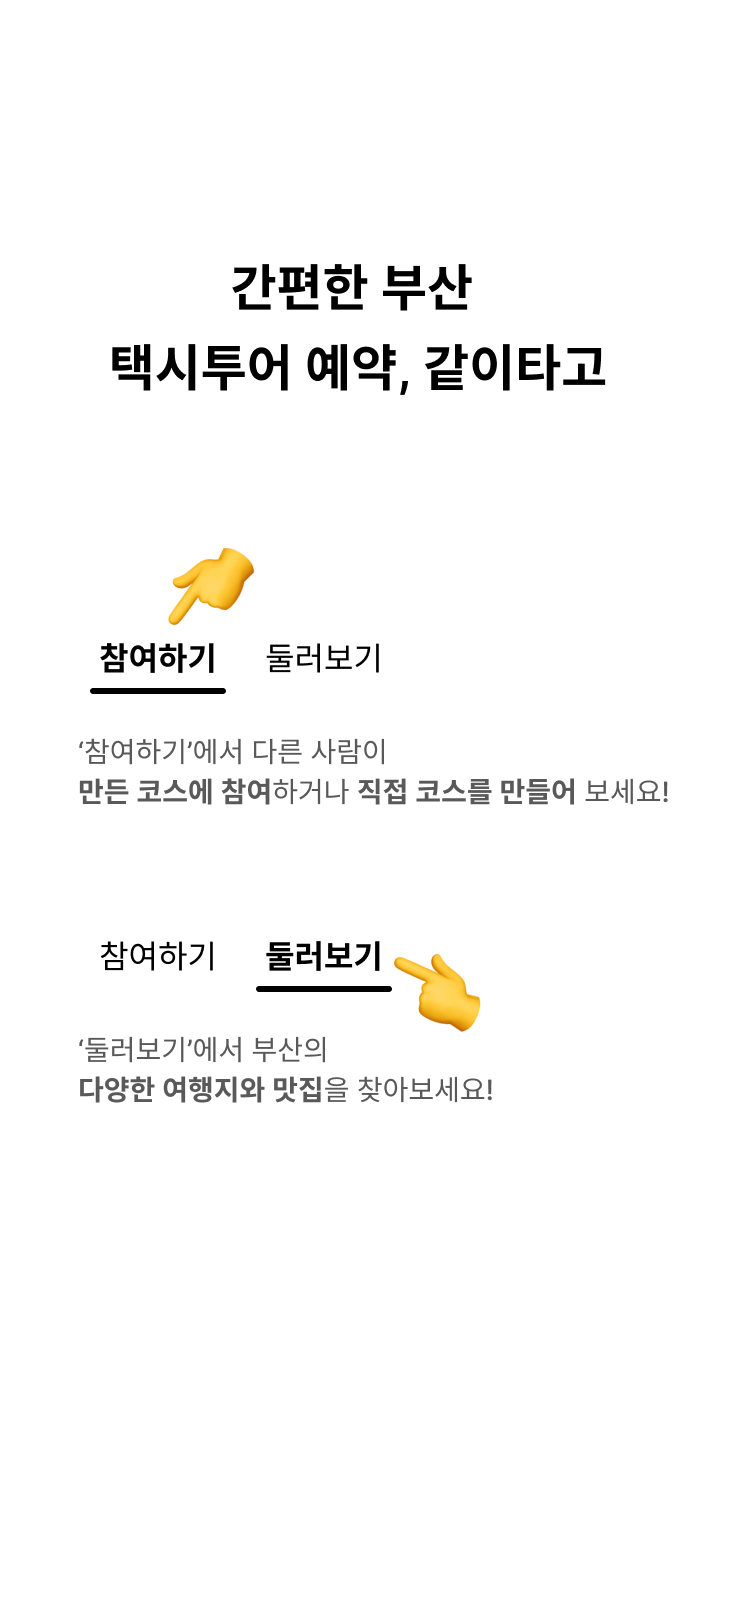 간편한 부산
택시투어 예약, 같이타고
참여하기 둘러보기
‘참여하기’에서 다른 사람이
만든 코스에 참여하거나 직접 코스를 만들어 보세요!
참여하기 둘러보기
‘둘러보기’에서 부산의
다양한 여행지와 맛집을 찾아보세요!